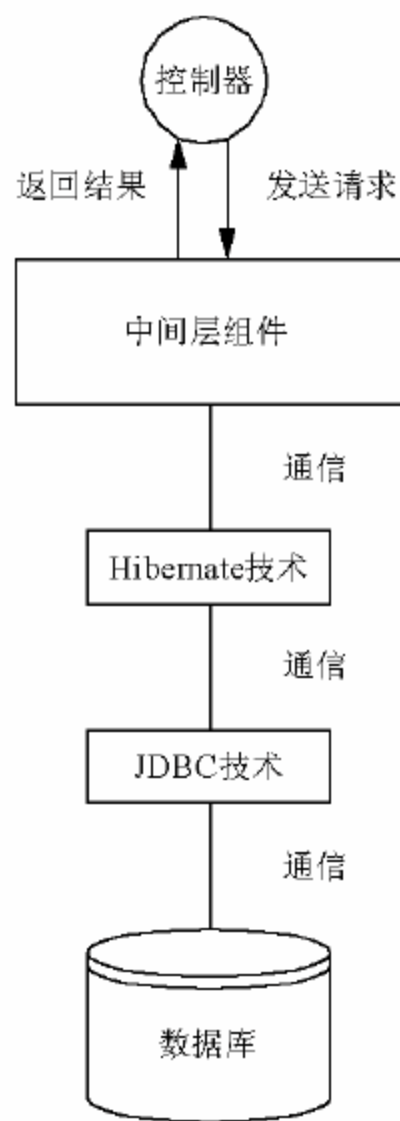 控制器
返回结果
发送请求
中间层组件
通信
Hibernate技术
通信
JDBC技术
通信
数据库